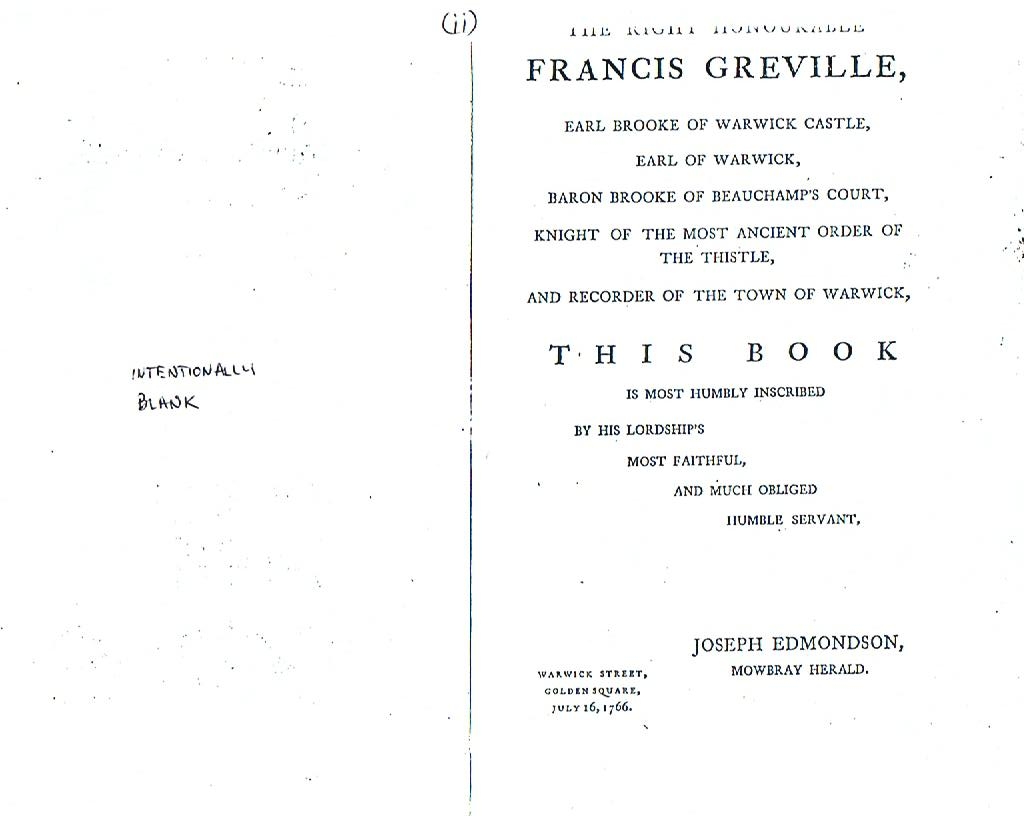 (ii)
INTENTIONALLY
BLANK
THE RIGHT HONOURABLE
FRANCIS GREVILLE,
EARL BROOKE OF WARWICK CASTLE,
EARL OF WARWICK,
BARON BROOKE OF BEAUCHAMP'S COURT,
KNIGHT OF THE MOST ANCIENT ORDER OF
THE THISTLE,
AND RECORDER OF THE TOWN OF WARWICK,
THIS BOOK
IS MOST HUMBLY INSCRIBED
BY HIS LORDSHIP'S
MOST FAITHFUL,
AND MUCH OBLIGED
HUMBLE SERVANT,
JOSEPH EDMONDSON,
MOWBRAY HERALD.
WARWICK STREET,
GOLDEN SQUARE,
JULY 16, 1766.